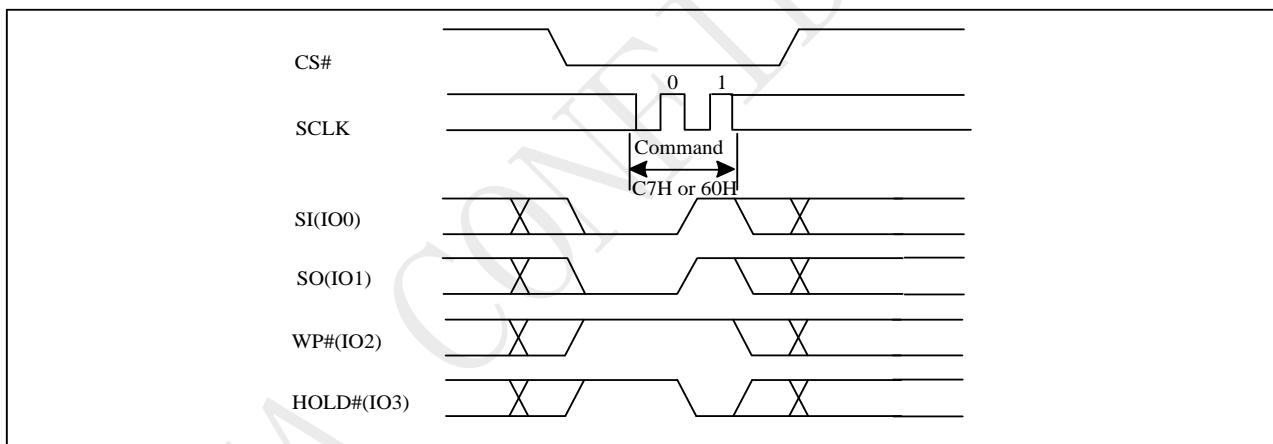 CS#
0 1
SCLK
Command
C7H or 60H
SI(IO0)
SO(IO1)
WP#(IO2)
HOLD#(IO3)